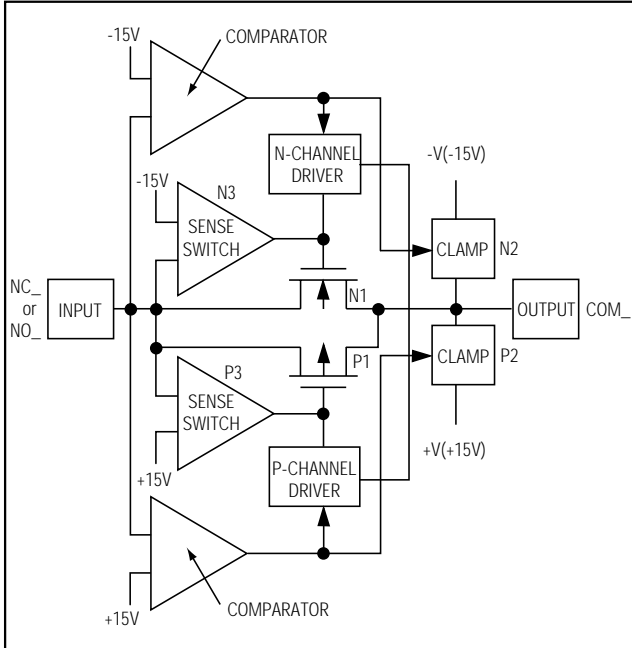 -15V
COMPARATOR
N-CHANNEL
DRIVER
-V(-15V)
-15V
N3
SENSE
SWITCH
CLAMP
N2
NC_
or
NO_
INPUT
N1
OUTPUT
COM_
P1
CLAMP
P2
P3
SENSE
SWITCH
+15V
P-CHANNEL
DRIVER
+V(+15V)
+15V
COMPARATOR